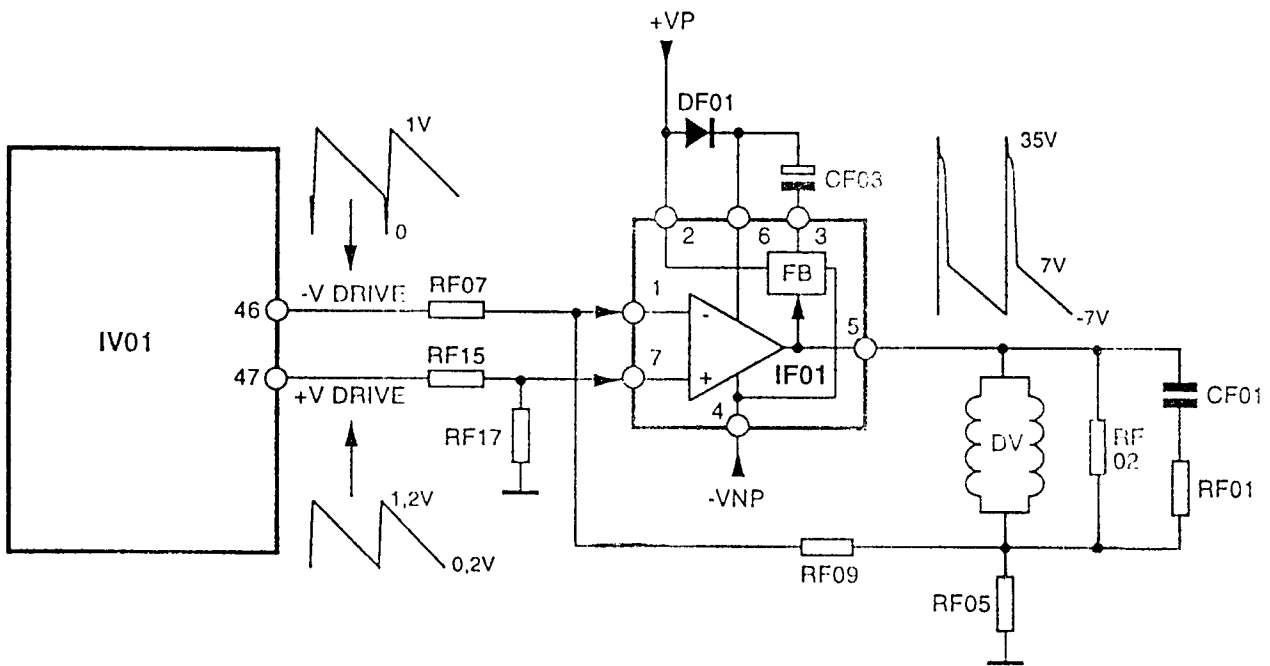 +VP
DF01
1V
35V
CF03
0
2
6
3
FB
7V
-7V
RF07
46
-V DRIVE
1
-
5
IV01
RF15
7
IF01
47
+V DRIVE
+
CF01
RF17
4
DV
RF
02
RF01
-VNP
1,2V
0,2V
RF09
RF05